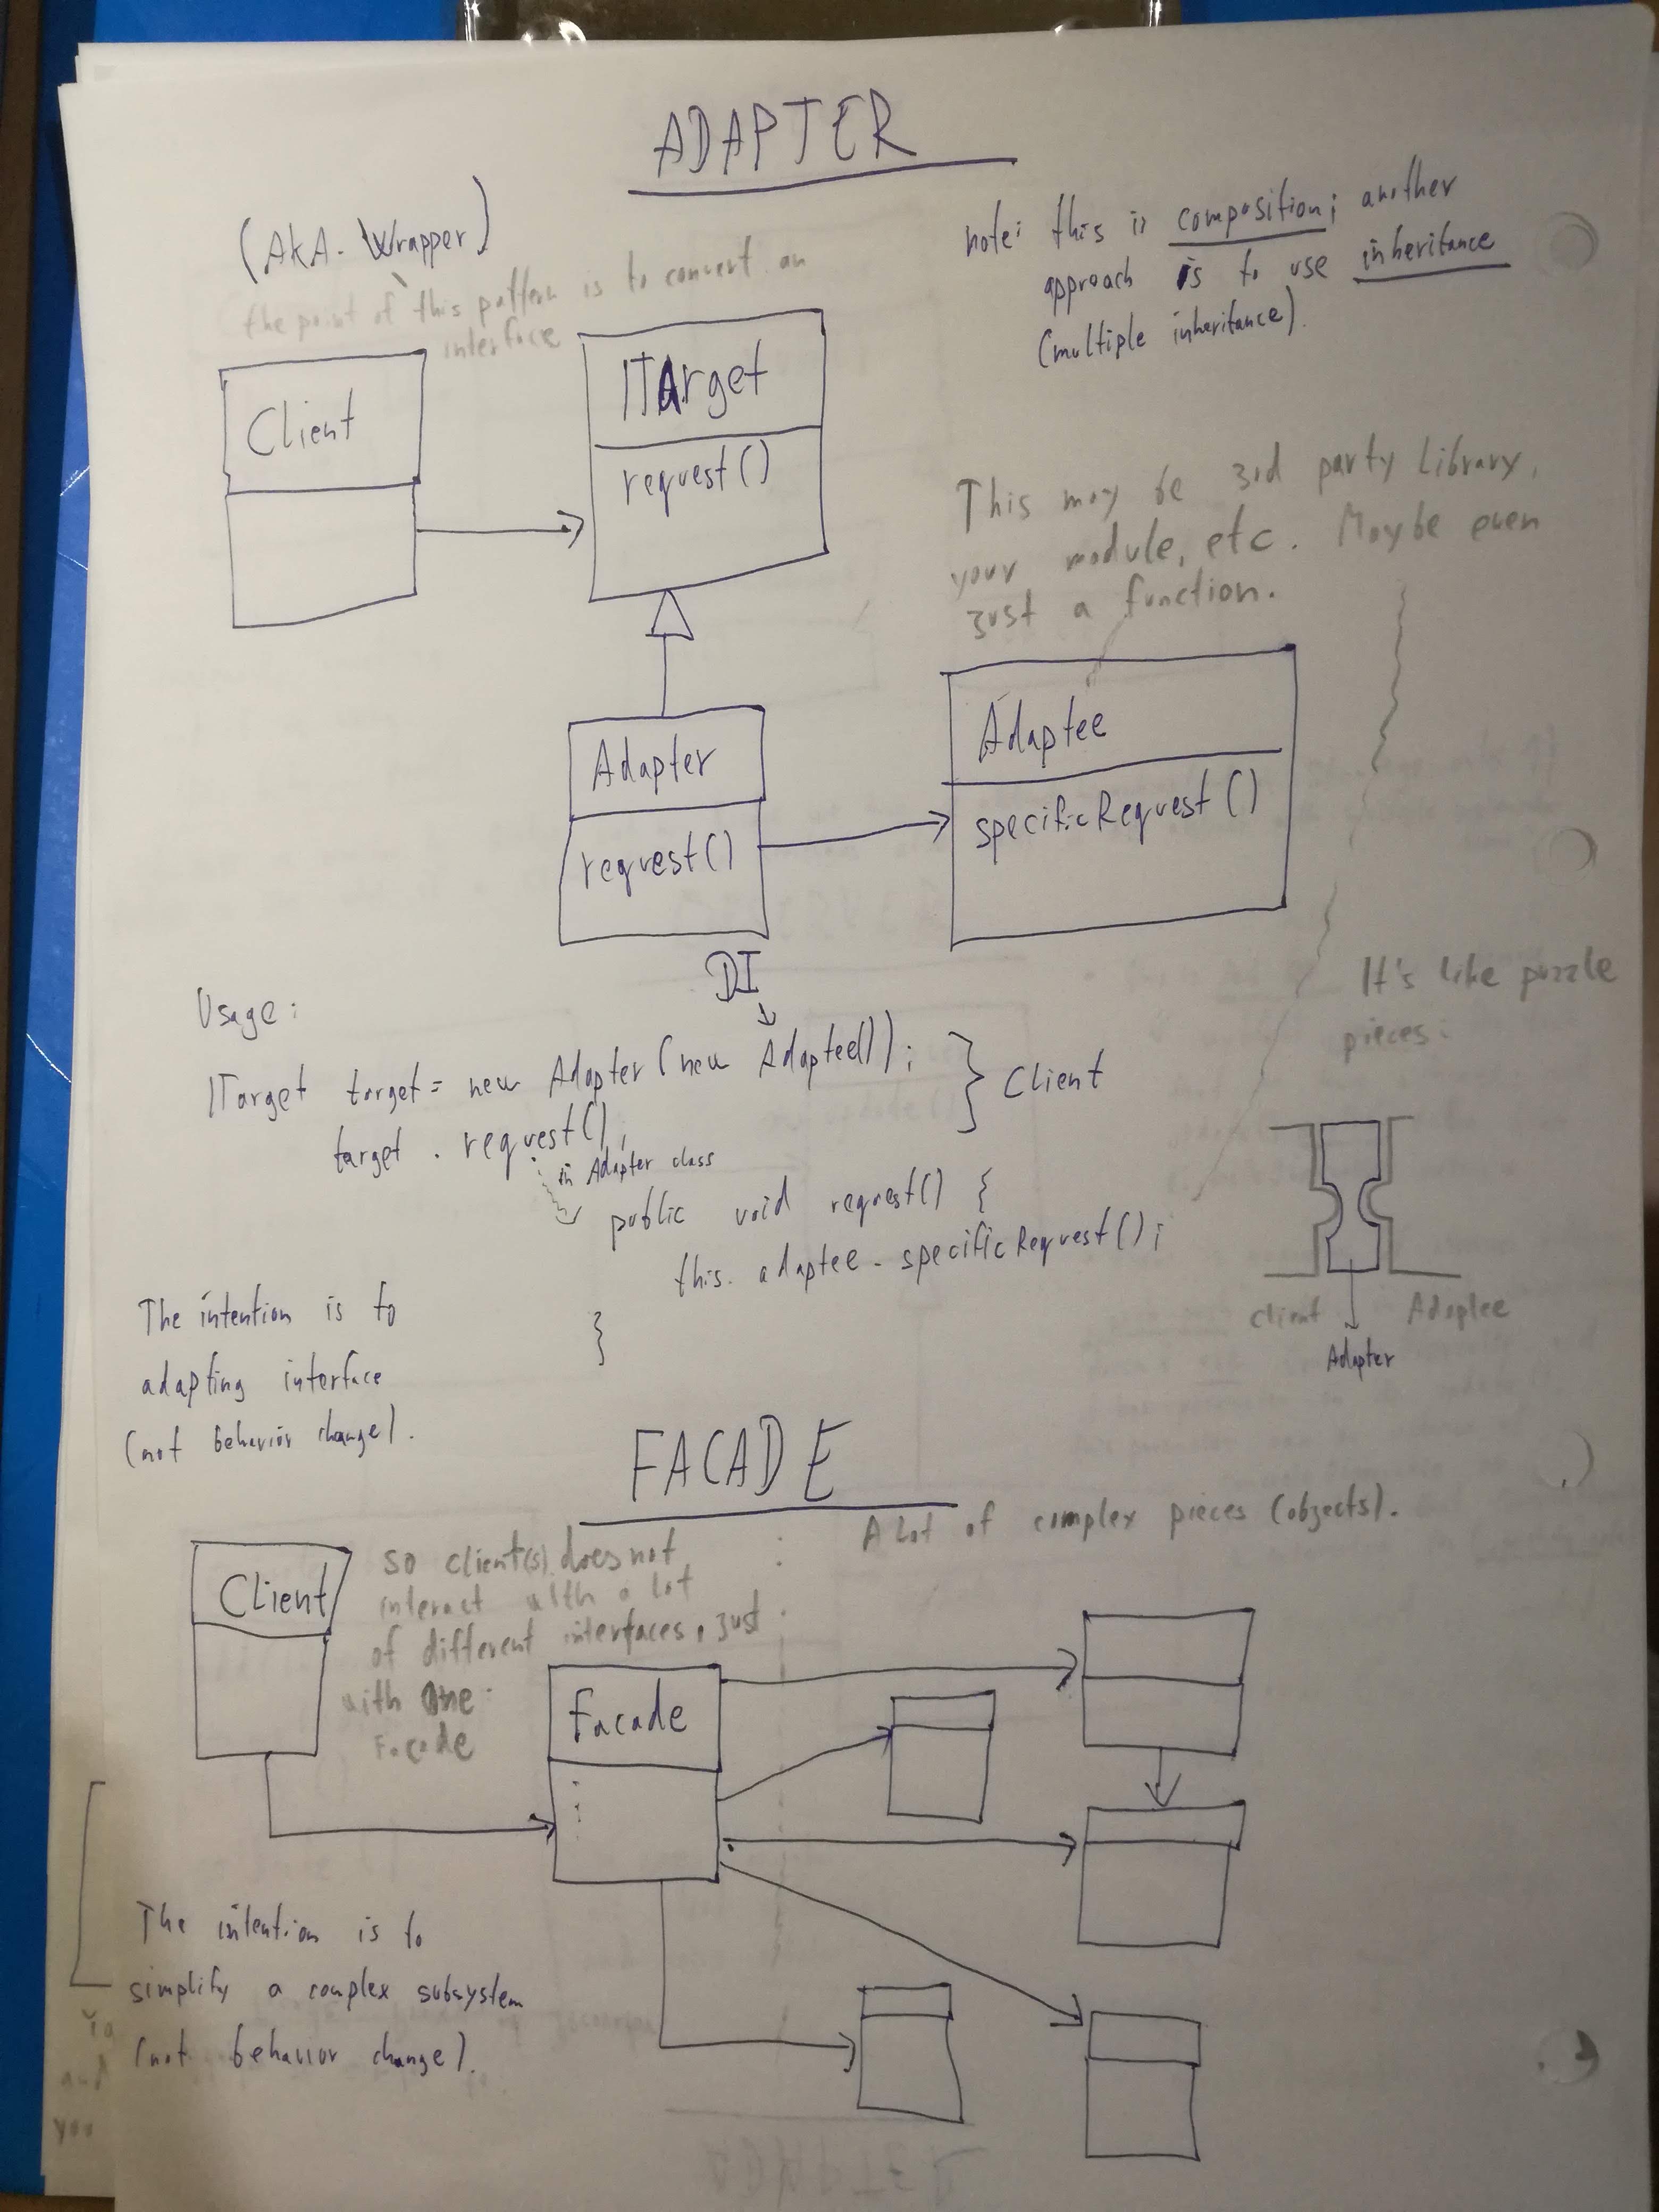 ADAPTER
(AKA. Wrapper)
the point of this pattern is to convert an
interface
note: this is composition; another
approach is to use inheritance
(multiple inheritance).
Client
ITArget
request()
This may be 3rd party library,
your module, etc. Maybe even
just a function.
Adapter
request()
Adaptee
specificRequest()
It's like puzzle
pieces:
DI
Usage:
ITarget target = new Adapter(new Adaptee());
target.request();
Client
in Adapter class
public void request() {
this.adaptee.specificRequest();
}
client
Adaptee
Adapter
The intention is to
adapting interface
(not behavior change).
FACADE
A lot of complex pieces (objects).
Client
so client(s) does not
interact with a lot
of different interfaces, just
with One
Facade
Facade
The intention is to
simplify a complex subsystem
(not behavior change).
you